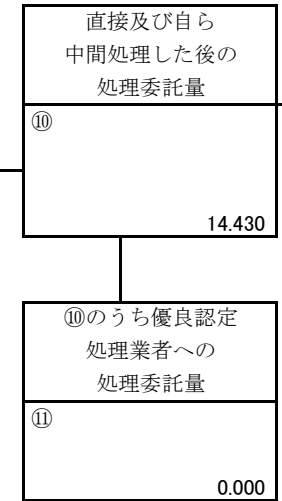 直接及び自ら
中間処理した後の
処理委託量
⑩
14.430
⑩のうち優良認定
処理業者への
処理委託量
⑪
0.000